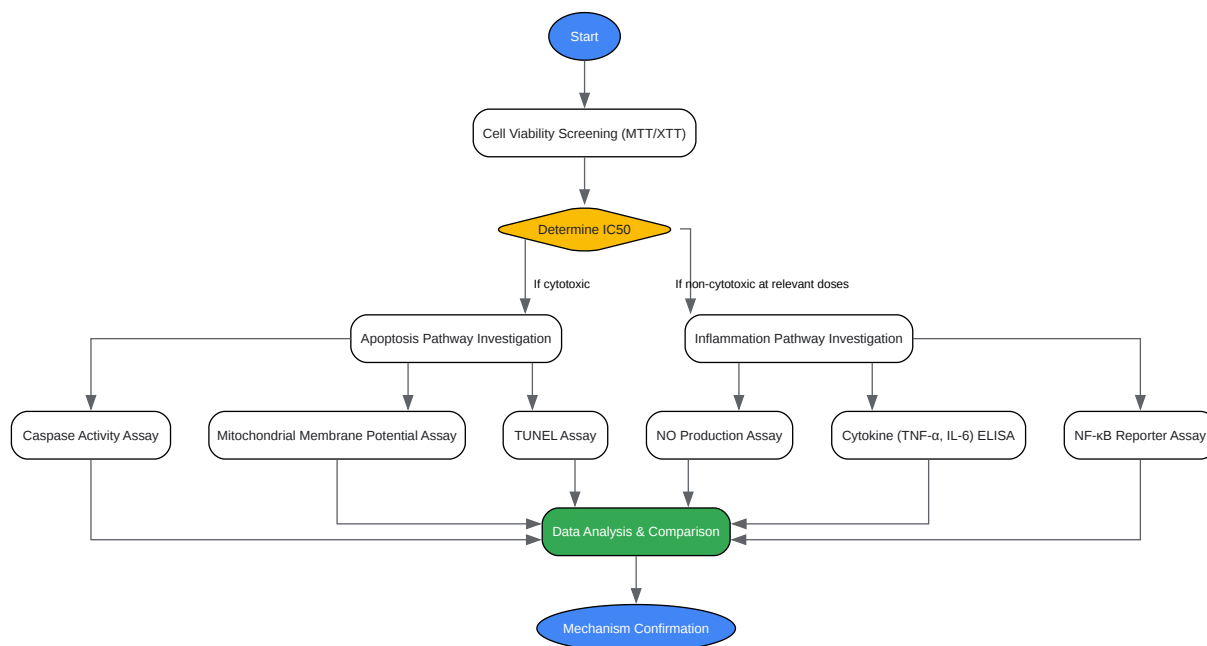 Start
Cell Viability Screening (MTT/XTT)
Determine IC50
If cytotoxic
If non-cytotoxic at relevant doses
Apoptosis Pathway Investigation
Inflammation Pathway Investigation
Caspase Activity Assay
Mitochondrial Membrane Potential Assay
TUNEL Assay
NO Production Assay
Cytokine (TNF-α, IL-6) ELISA
NF-κB Reporter Assay
Data Analysis & Comparison
Mechanism Confirmation